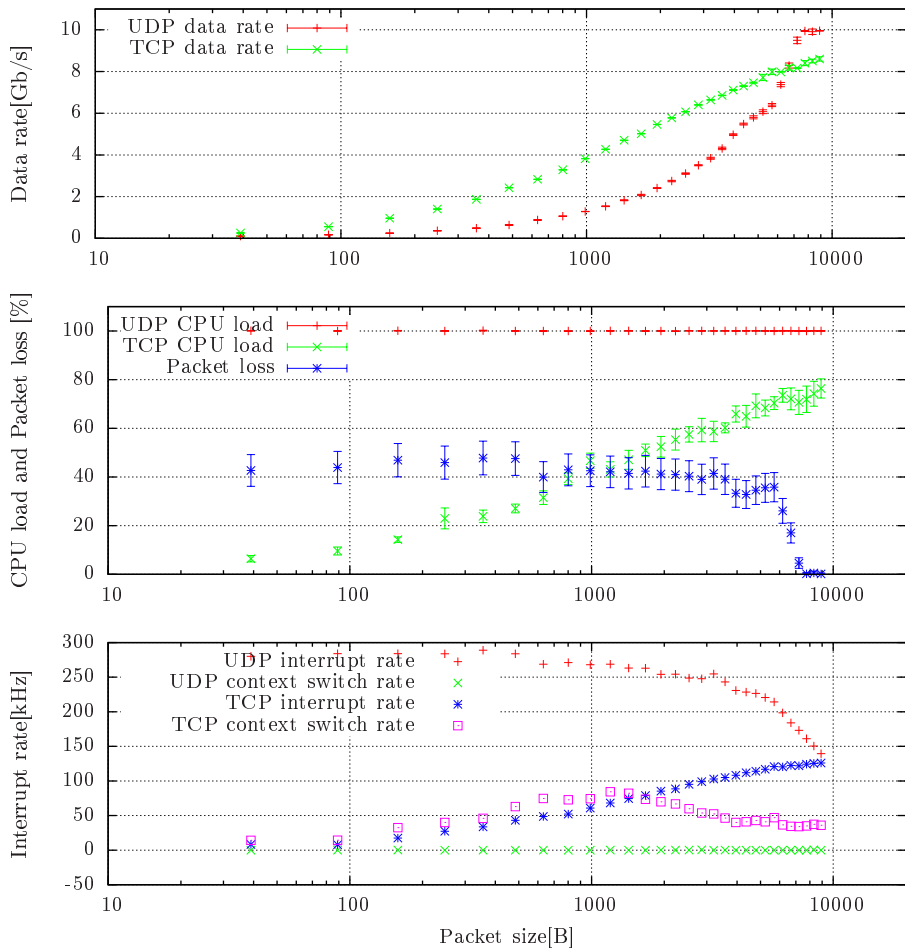 UDP data rate
TCP data rate
Data rate[Gb/s]
10
8
6
4
2
0
10
100
1000
10000
UDP CPU load
TCP CPU load
Packet loss
CPU load and Packet loss [%]
100
80
60
40
20
0
10
100
1000
10000
UDP interrupt rate
UDP context switch rate
TCP interrupt rate
TCP context switch rate
Interrupt rate[kHz]
300
250
200
150
100
50
0
-50
10
100
1000
10000
Packet size[B]